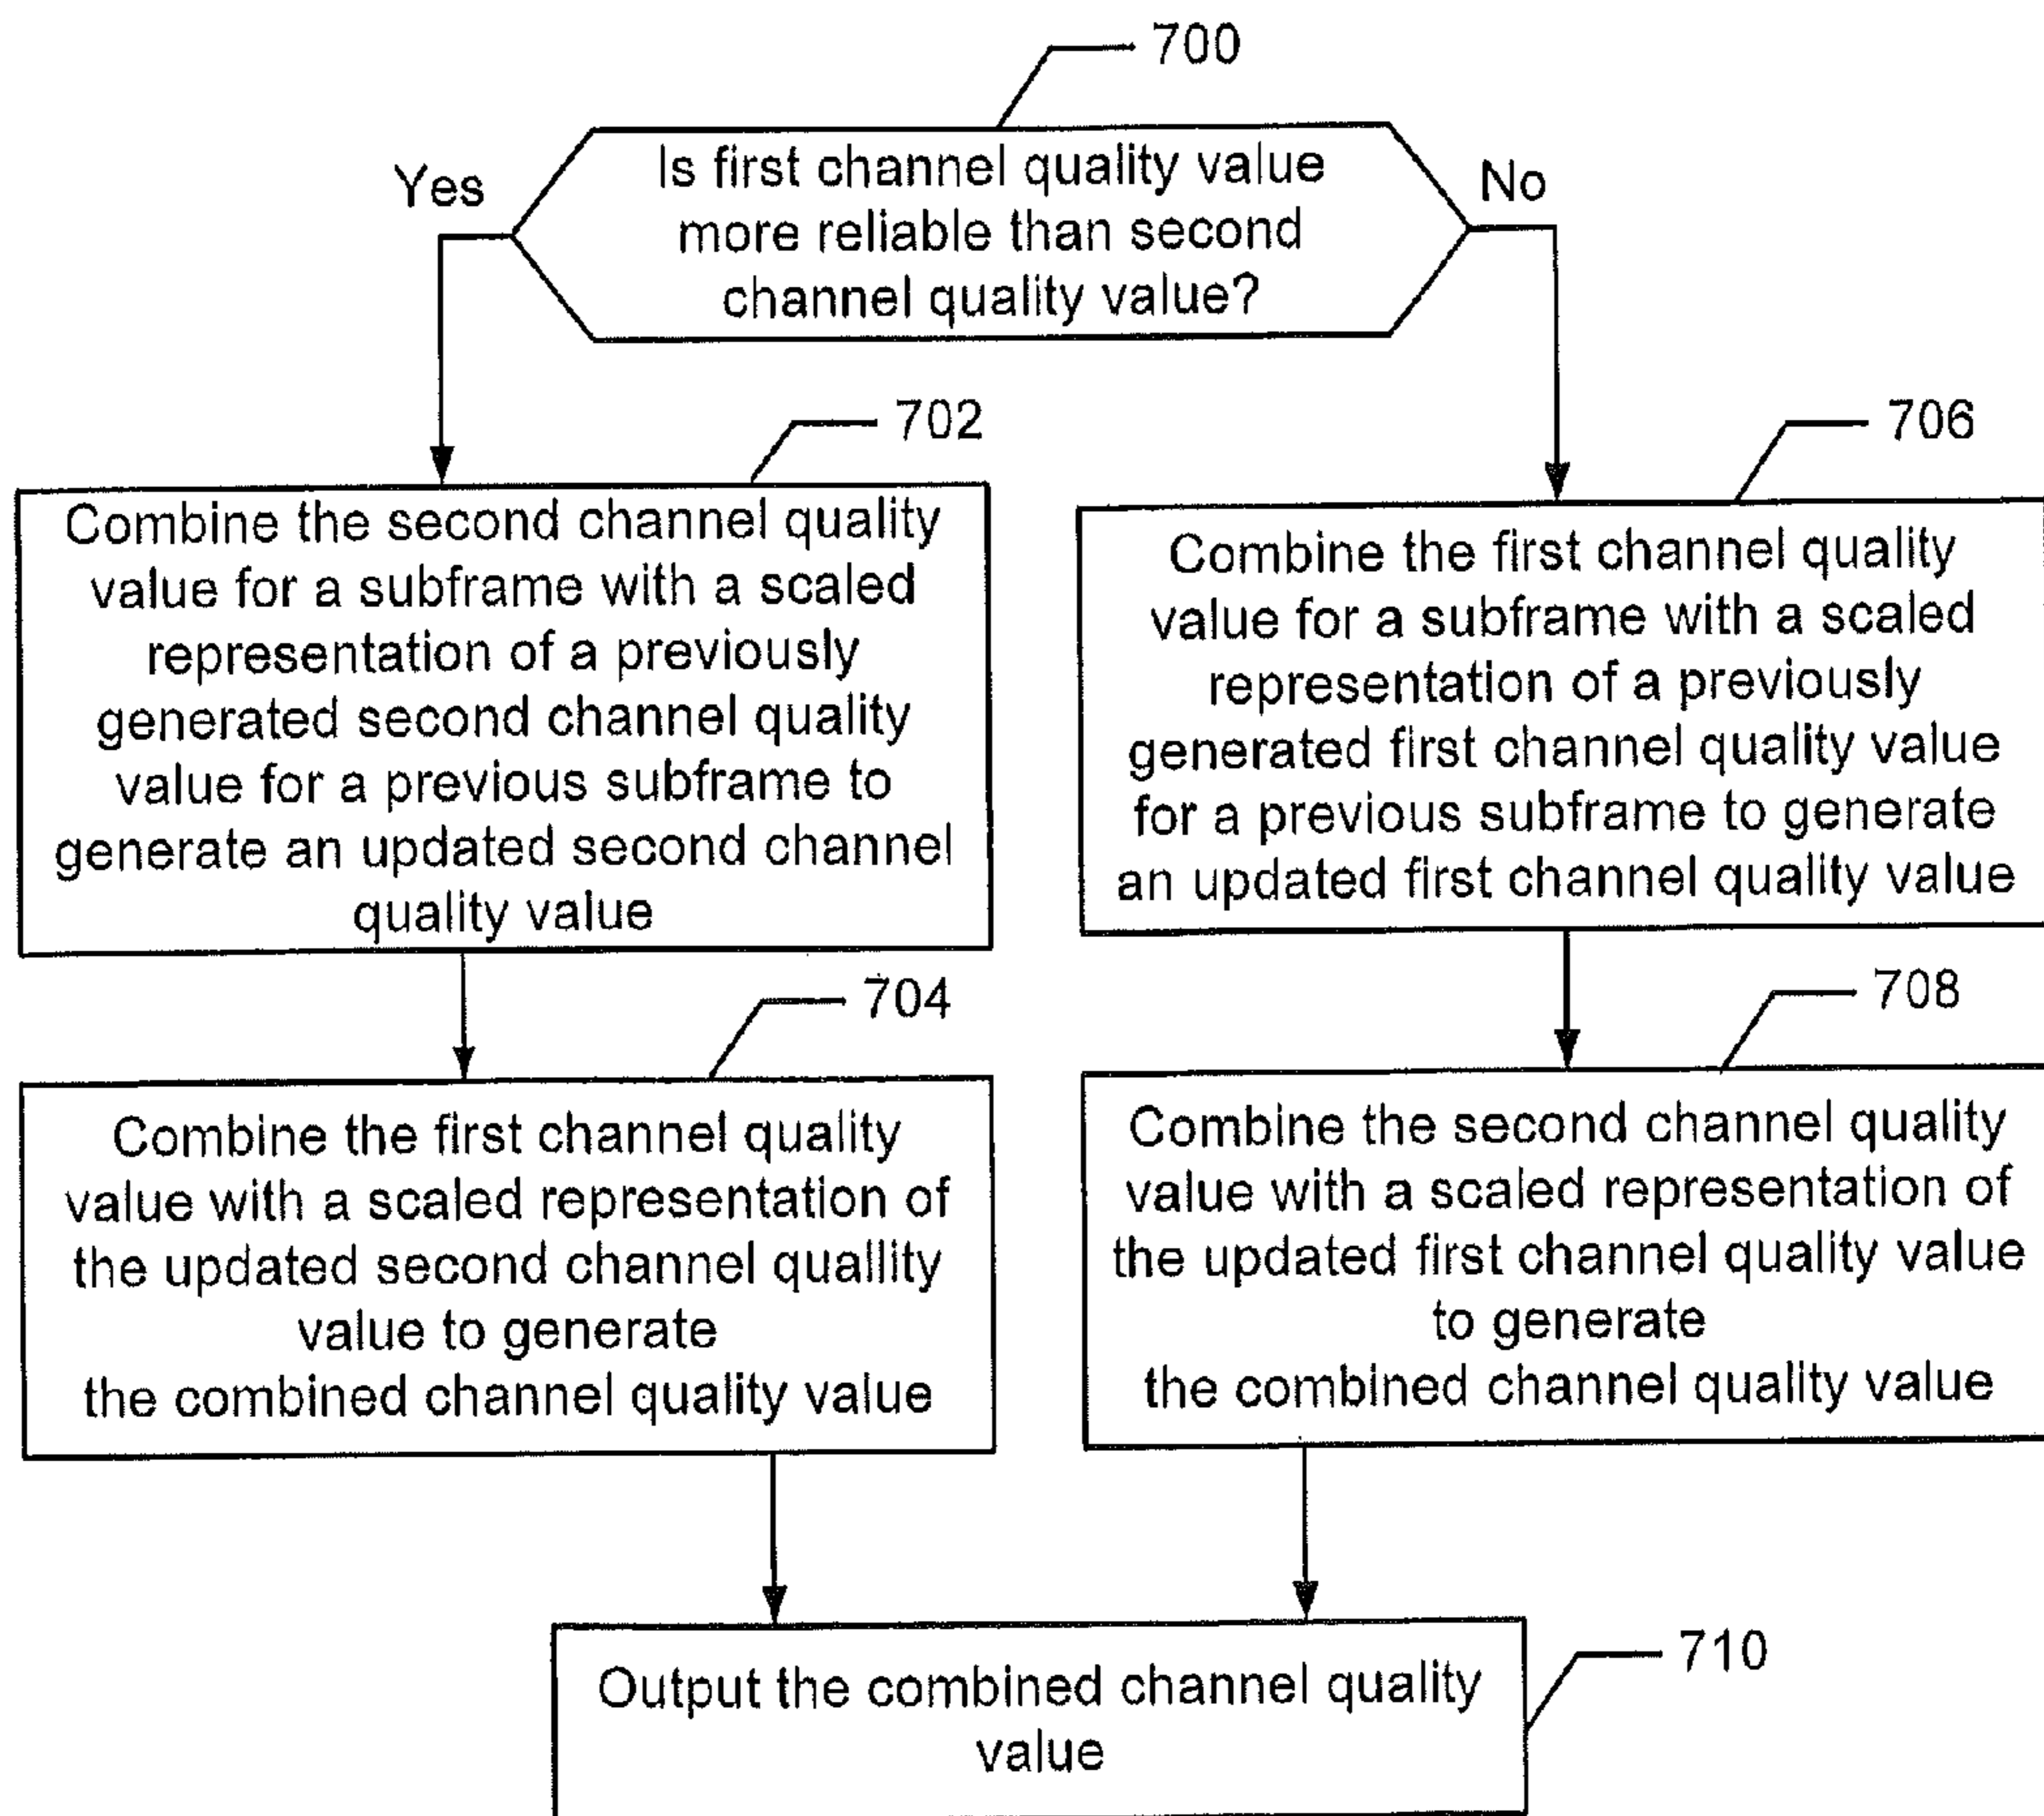 700
Is first channel quality value
more reliable than second
channel quality value?
Yes
No
702
Combine the second channel quality
value for a subframe with a scaled
representation of a previously
generated second channel quality
value for a previous subframe to
generate an updated second channel
quality value
706
Combine the first channel quality
value for a subframe with a scaled
representation of a previously
generated first channel quality value
for a previous subframe to generate
an updated first channel quality value
704
Combine the first channel quality
value with a scaled representation of
the updated second channel quallity
value to generate
the combined channel quality value
708
Combine the second channel quality
value with a scaled representation of
the updated first channel quality value
to generate
the combined channel quality value
Output the combined channel quality
value
710